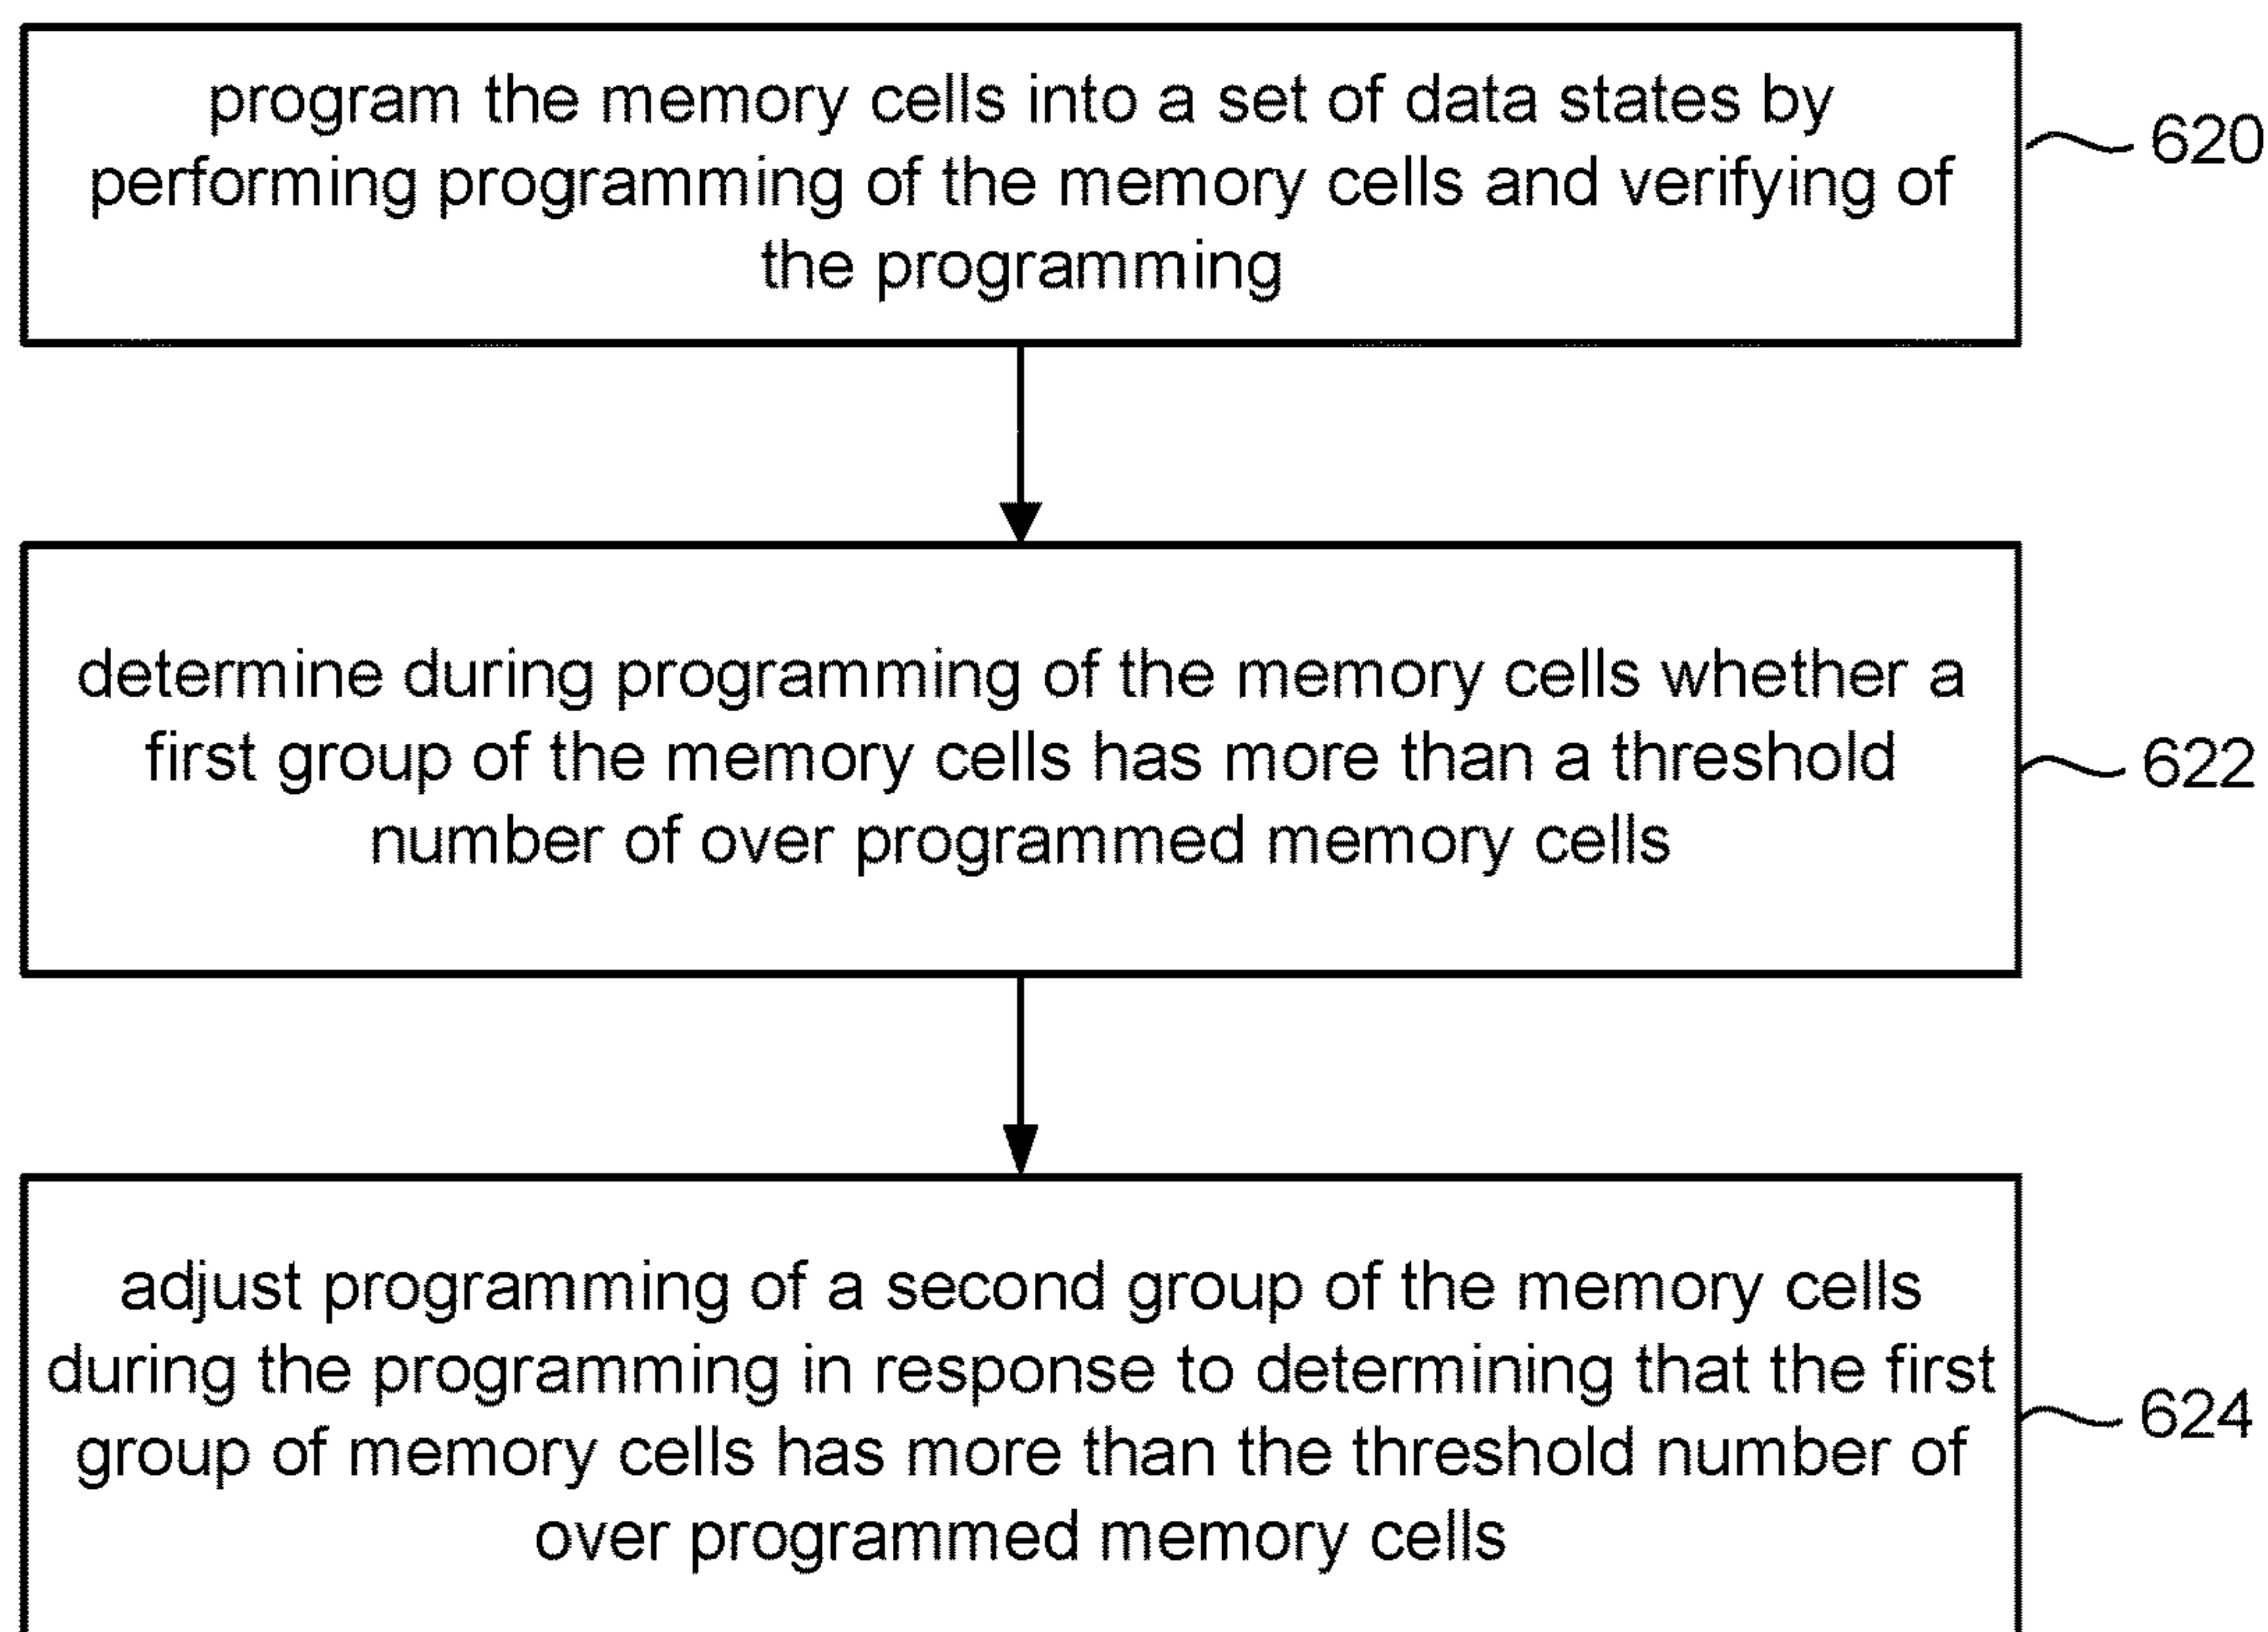 program the memory cells into a set of data states by
performing programming of the memory cells and verifying of
the programming
620
determine during programming of the memory cells whether a
first group of the memory cells has more than a threshold
number of over programmed memory cells
622
adjust programming of a second group of the memory cells
during the programming in response to determining that the first
group of memory cells has more than the threshold number of
over programmed memory cells
624